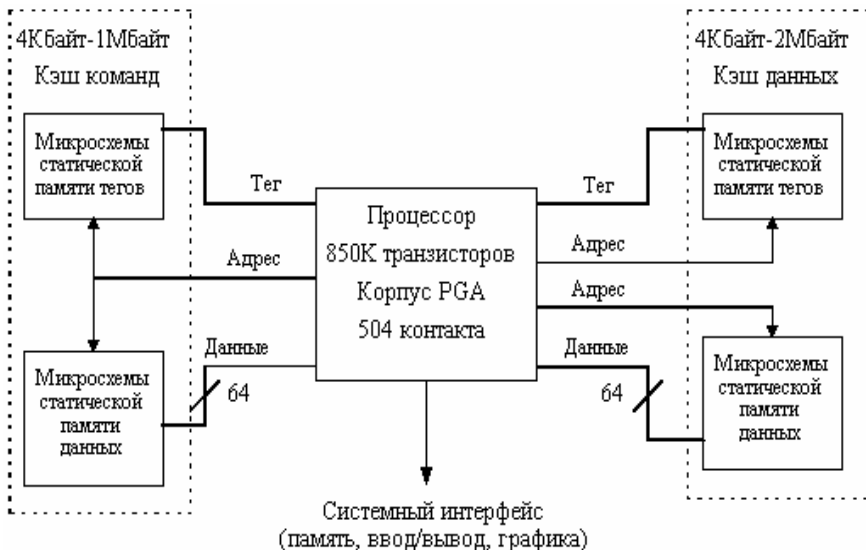 4Кбайт-1Мбайт
Кэш команд
Микросхемы
статической
памяти тегов
Микросхемы
статической
памяти
данных
Тег
Адрес
Данные
64
Процессор
850K транзисторов
Корпус PGA
504 контакта
Тег
Адрес
Адрес
Данные
64
4Кбайт-2Мбайт
Кэш данных
Микросхемы
статической
памяти тегов
Микросхемы
статической
памяти
данных
Системный интерфейс
(память, ввод/вывод, графика)